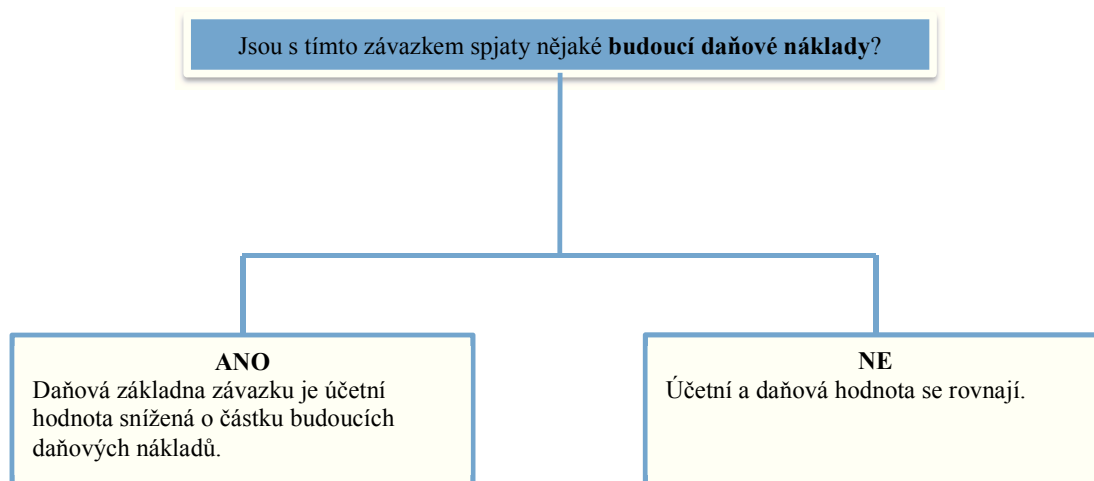 Jsou s tímto závazkem spjaty nějaké budoucí daňové náklady?
ANO
Daňová základna závazku je účetní
hodnota snížená o částku budoucích
daňových nákladů.
NE
Účetní a daňová hodnota se rovnají.